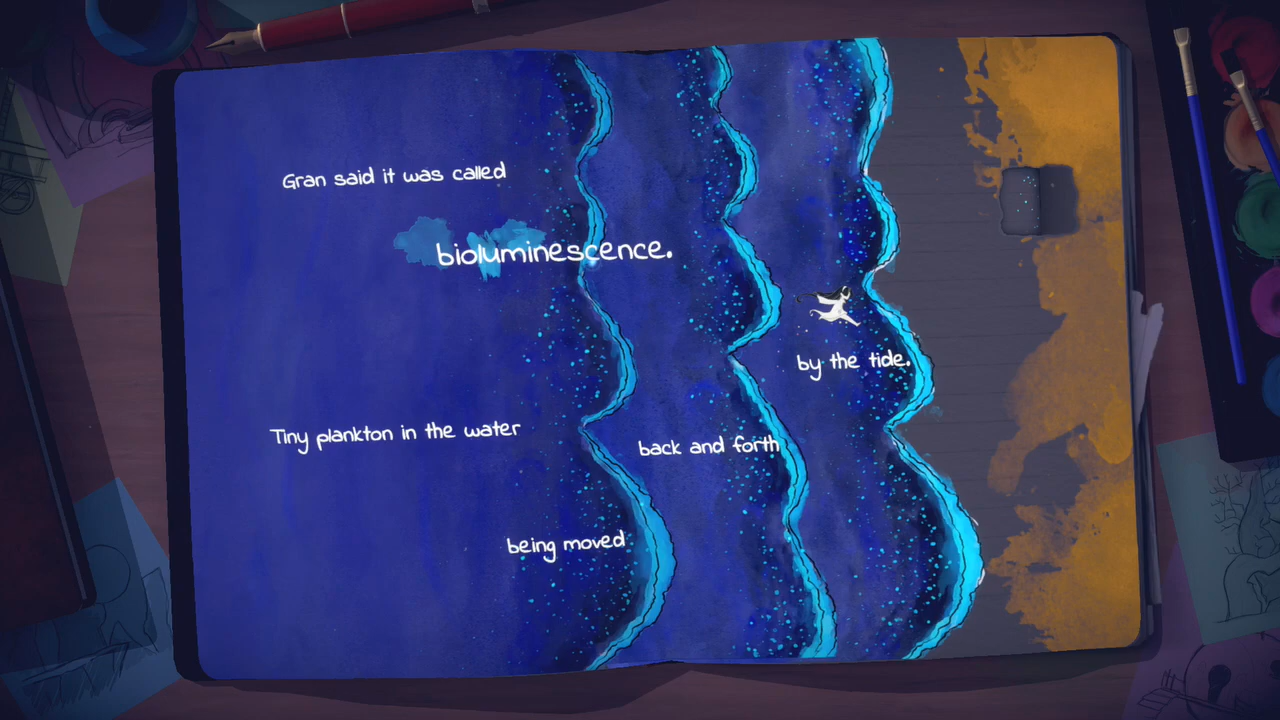 Gran said it was called
bioluminescence.
Tiny plankton in the water
being moved
back and forth
by the tide.